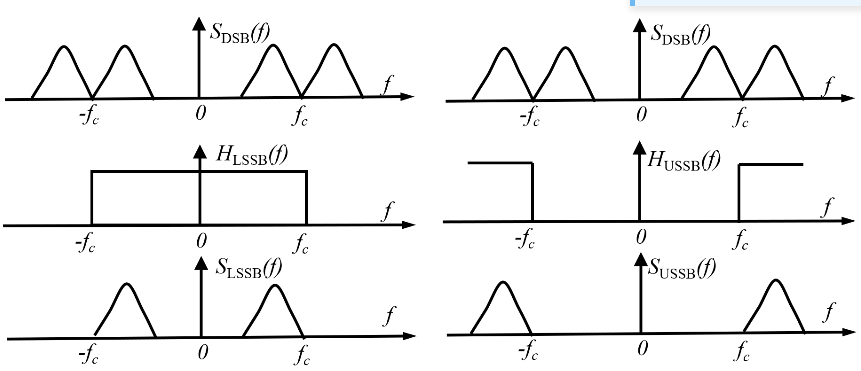 S_DSB(f)
f
-f_c 0 f_c
H_LSSB(f)
f
-f_c 0 f_c
S_LSSB(f)
f
-f_c 0 f_c
S_DSB(f)
f
-f_c 0 f_c
H_USSB(f)
f
-f_c 0 f_c
S_USSB(f)
f
-f_c 0 f_c